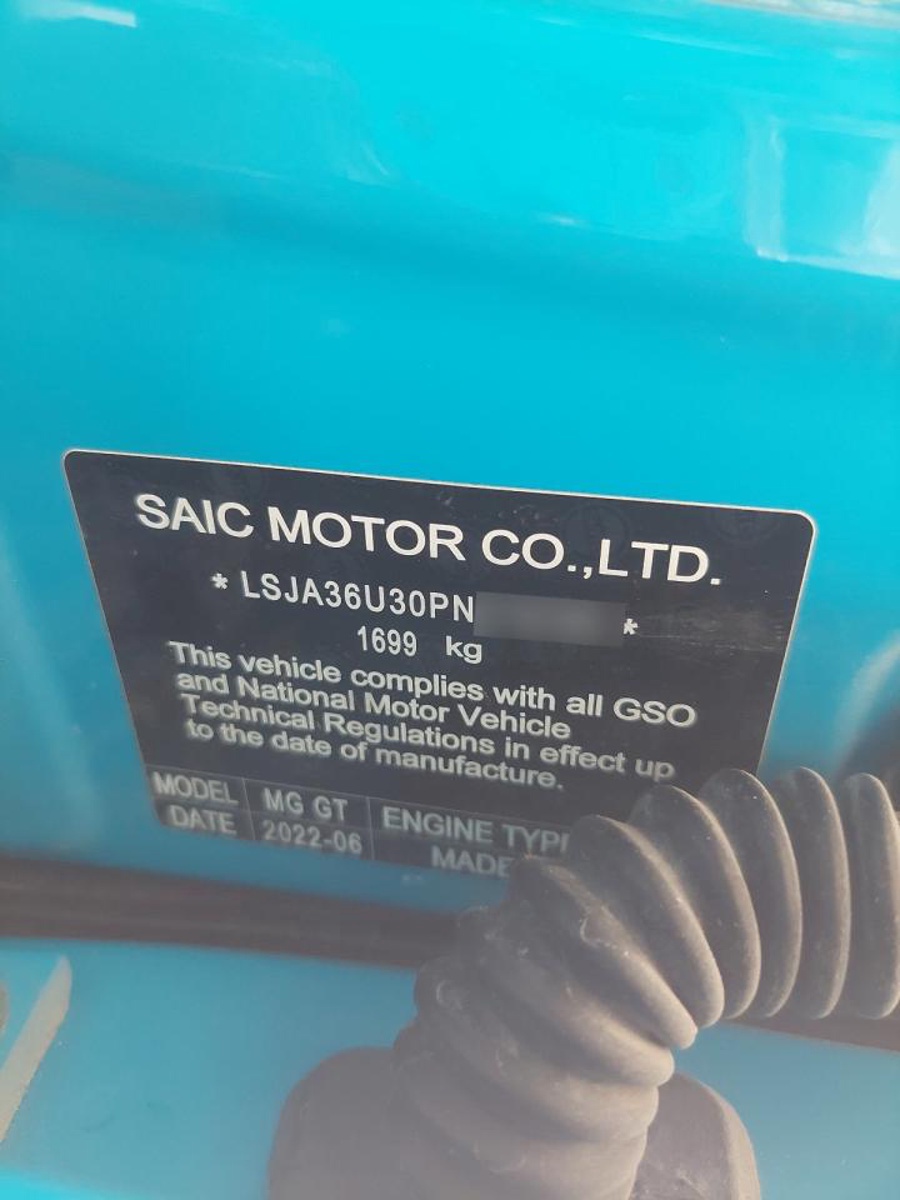 SAIC MOTOR CO.,LTD.
* LSJA36U30PN *
1699 kg
This vehicle complies with all GSO
and National Motor Vehicle
Technical Regulations in effect up
to the date of manufacture.
MODEL MG GT ENGINE TYPE
DATE 2022-06 MADE